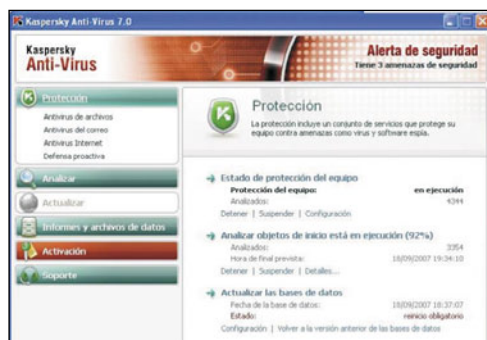 Kaspersky Anti-Virus 7.0
Kaspersky
Anti-Virus
Alerta de seguridad
Tiene 3 amenazas de seguridad
Protección
Antivirus de archivos
Antivirus del correo
Antivirus Internet
Defensa proactiva
Analizar
Actualizar
Informes y archivos de datos
Activación
Soporte
Protección
La protección incluye un conjunto de servicios que protege su
equipo contra amenazas como virus y software espía.
Estado de protección del equipo
Protección del equipo: en ejecución
Analizados: 4344
Detener | Suspender | Configuración
Analizar objetos de inicio está en ejecución (92%)
Analizados: 3354
Hora de final prevista: 18/09/2007 19:34:18
Detener | Suspender | Detalles...
Actualizar las bases de datos
Fecha de la base de datos: 18/09/2007 18:37:07
Estado: reinicio obligatorio
Configuración | Volver a la versión anterior de las bases de datos